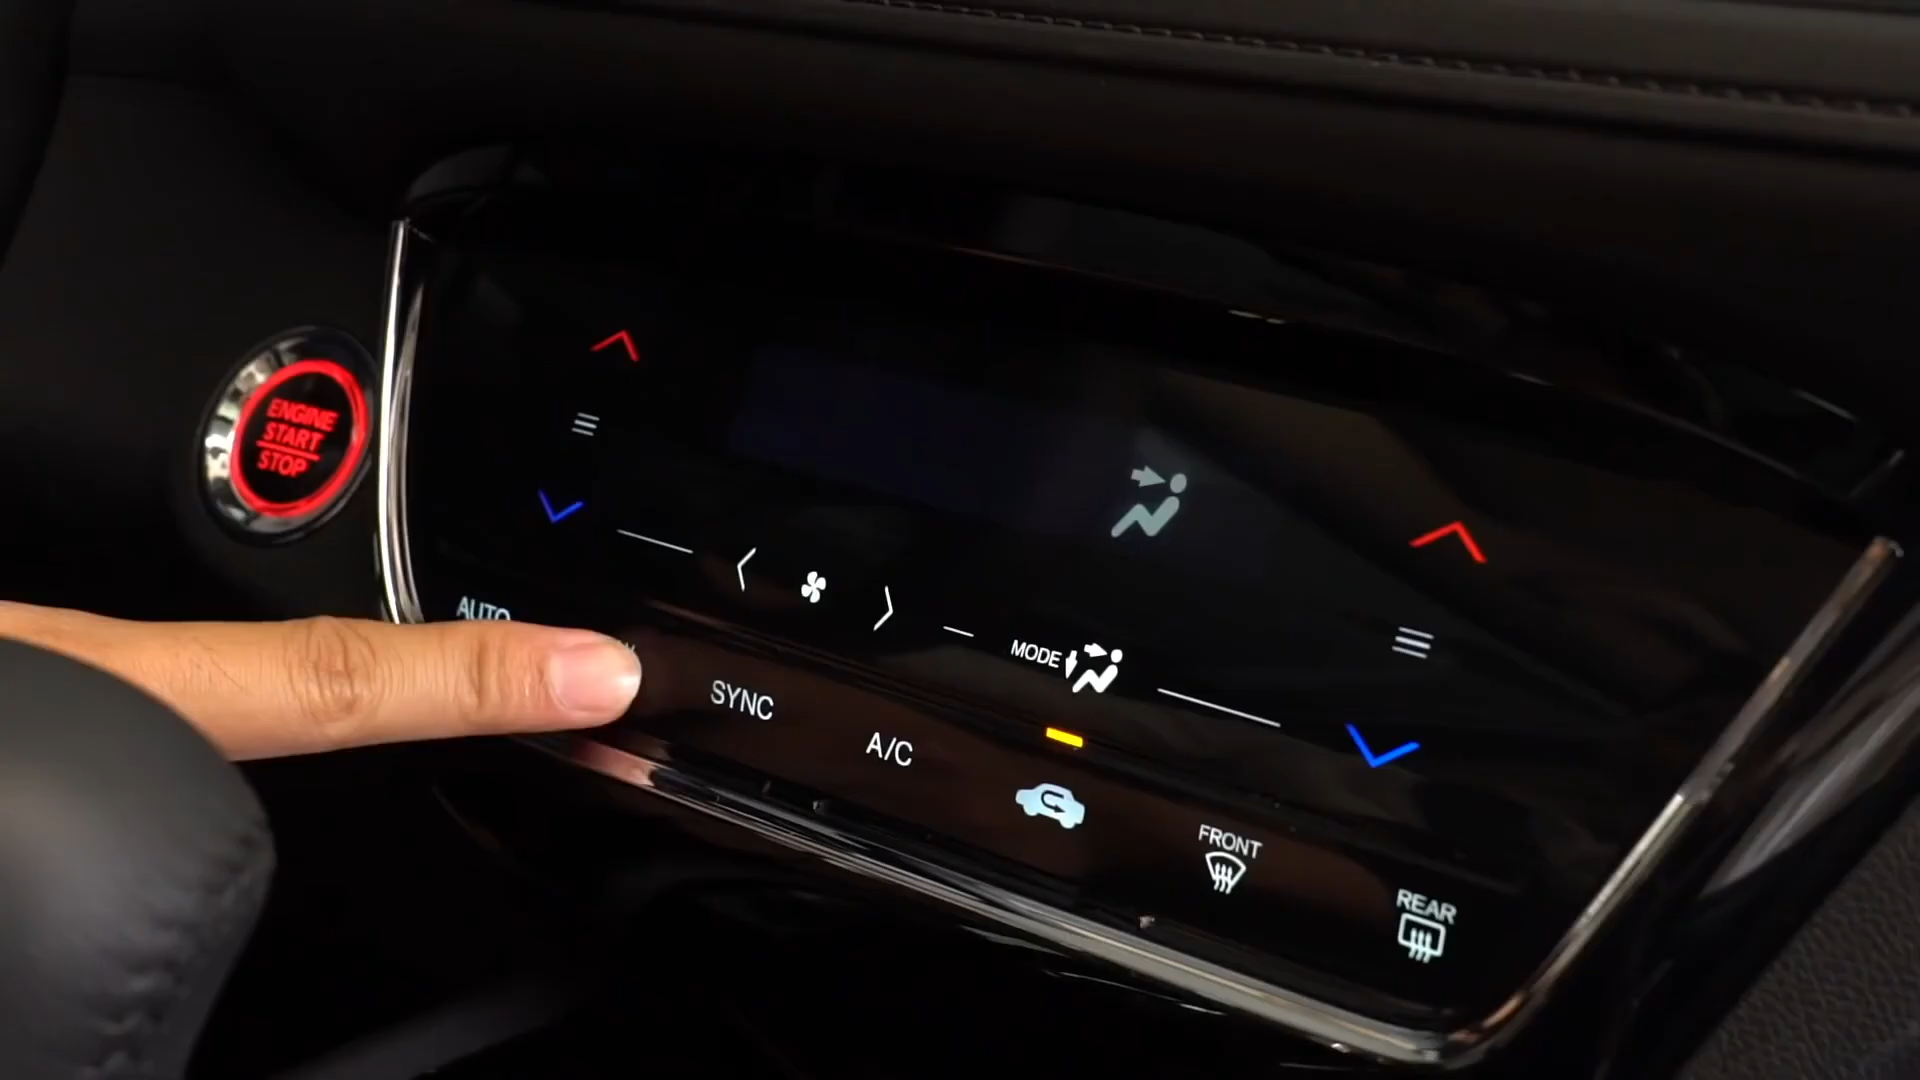 ENGINE
START
STOP
AUTO
SYNC
A/C
MODE
FRONT
REAR